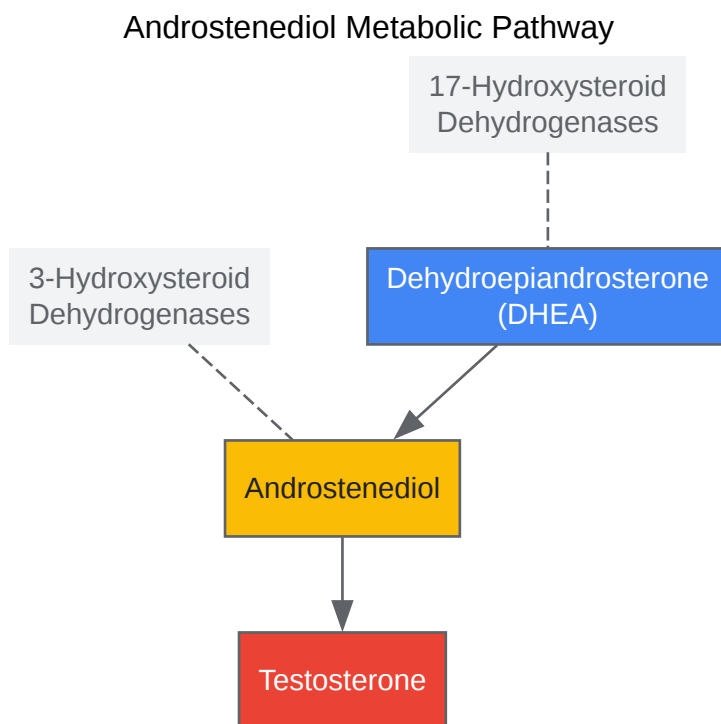 Androstenediol Metabolic Pathway
17-Hydroxysteroid
Dehydrogenases
3-Hydroxysteroid
Dehydrogenases
Dehydroepiandrosterone
(DHEA)
Androstenediol
Testosterone